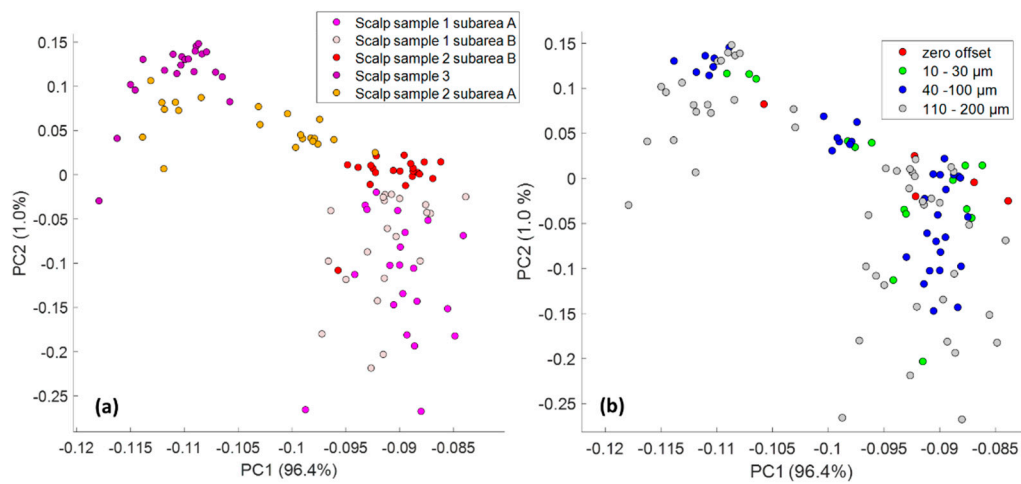 Scalp sample 1 subarea A
Scalp sample 1 subarea B
Scalp sample 2 subarea B
Scalp sample 3
Scalp sample 2 subarea A
0.15
0.1
0.05
0
-0.05
-0.1
-0.15
-0.2
-0.25
PC2 (1.0%)
(a)
-0.12 -0.115 -0.11 -0.105 -0.1 -0.095 -0.09 -0.085
PC1 (96.4%)
zero offset
10 - 30 µm
40 -100 µm
110 - 200 µm
0.15
0.1
0.05
0
-0.05
-0.1
-0.15
-0.2
-0.25
PC2 (1.0 %)
(b)
-0.12 -0.115 -0.11 -0.105 -0.1 -0.095 -0.09 -0.085
PC1 (96.4%)